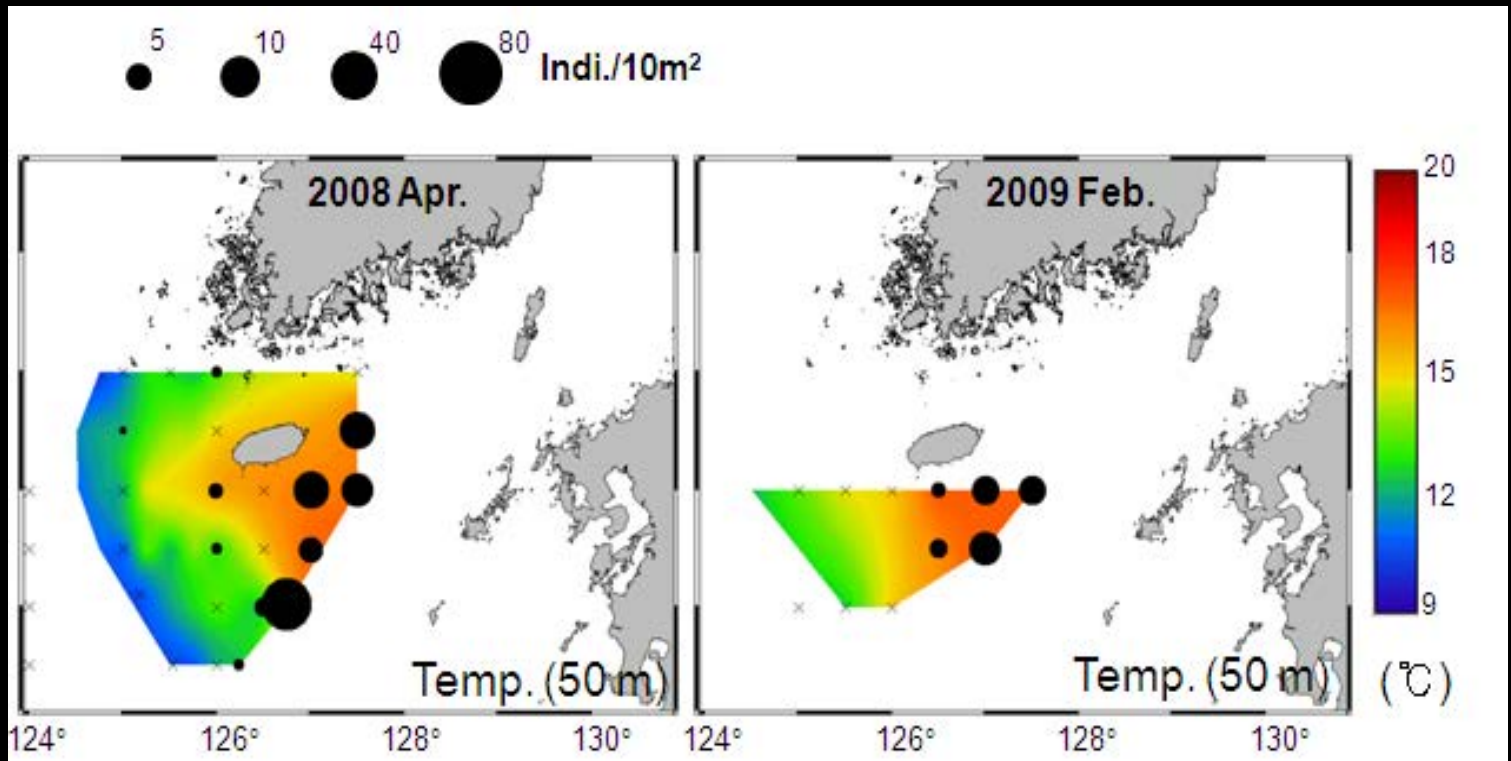 5 10 40 80
Indi./10m²
2008 Apr.
2009 Feb.
Temp. (50 m)
Temp. (50 m)
20
18
15
12
9
(℃)
124° 126° 128° 130°
124° 126° 128° 130°